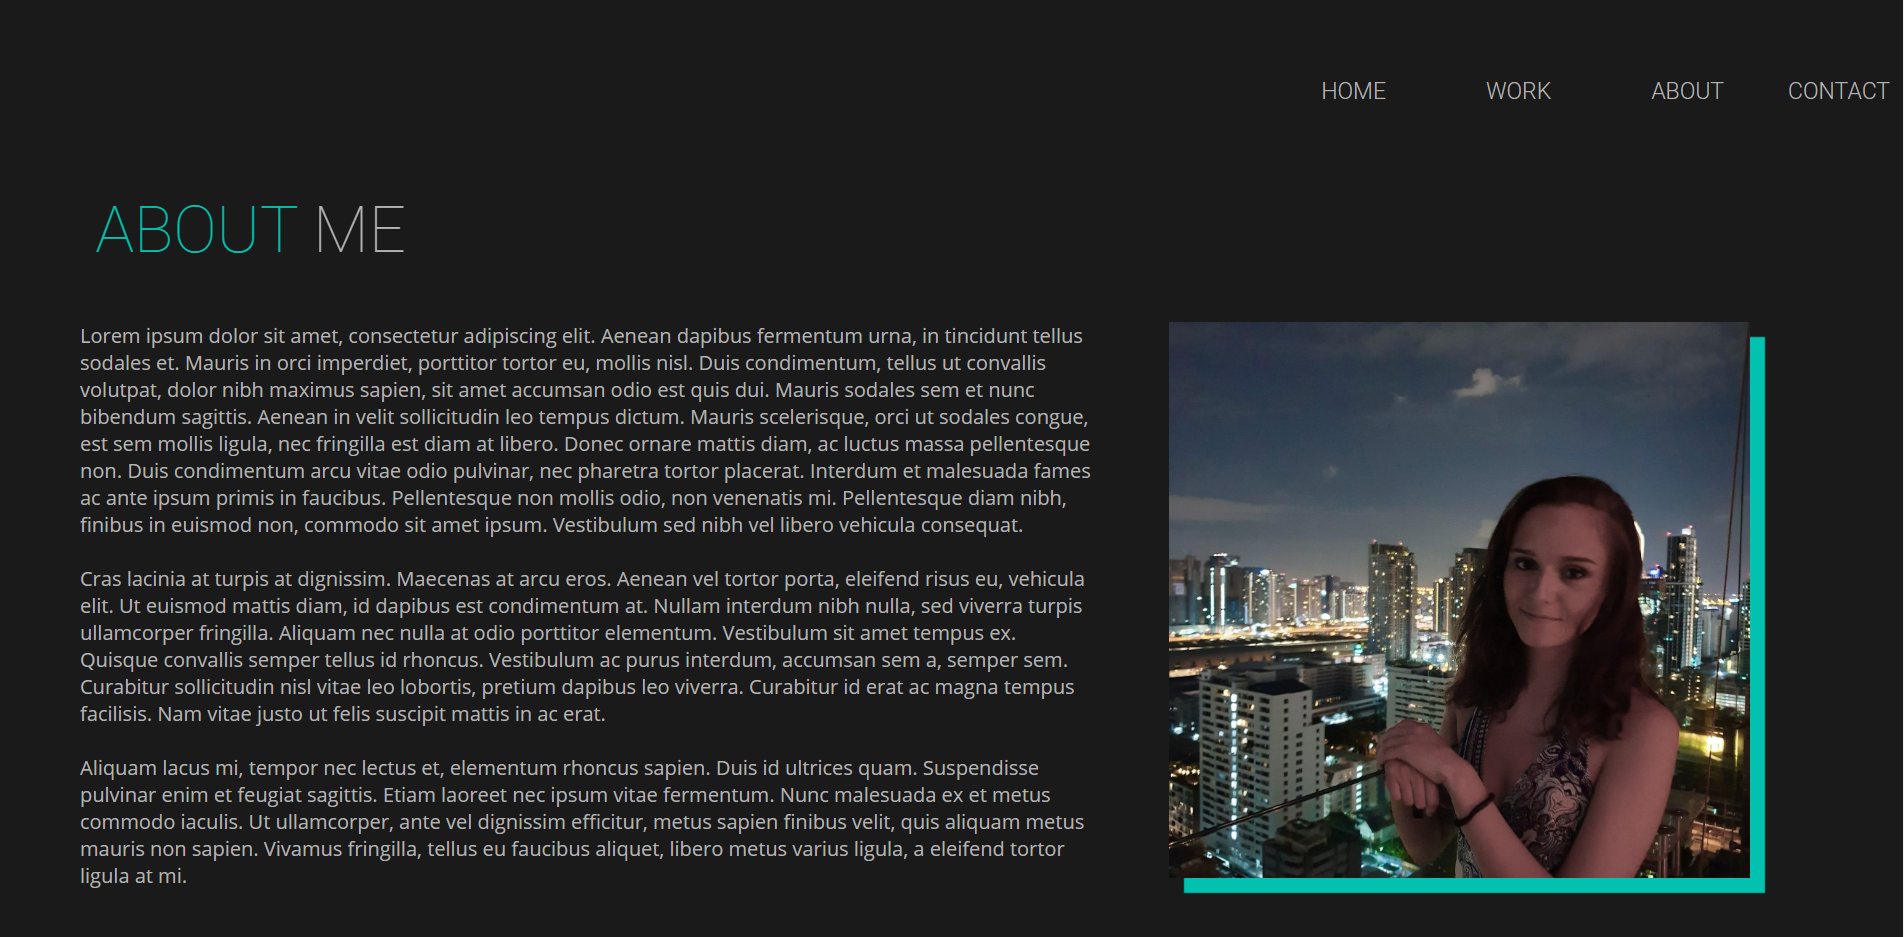 HOME WORK ABOUT CONTACT
ABOUT ME
Lorem ipsum dolor sit amet, consectetur adipiscing elit. Aenean dapibus fermentum urna, in tincidunt tellus
sodales et. Mauris in orci imperdiet, porttitor tortor eu, mollis nisl. Duis condimentum, tellus ut convallis
volutpat, dolor nibh maximus sapien, sit amet accumsan odio est quis dui. Mauris sodales sem et nunc
bibendum sagittis. Aenean in velit sollicitudin leo tempus dictum. Mauris scelerisque, orci ut sodales congue,
est sem mollis ligula, nec fringilla est diam at libero. Donec ornare mattis diam, ac luctus massa pellentesque
non. Duis condimentum arcu vitae odio pulvinar, nec pharetra tortor placerat. Interdum et malesuada fames
ac ante ipsum primis in faucibus. Pellentesque non mollis odio, non venenatis mi. Pellentesque diam nibh,
finibus in euismod non, commodo sit amet ipsum. Vestibulum sed nibh vel libero vehicula consequat.
Cras lacinia at turpis at dignissim. Maecenas at arcu eros. Aenean vel tortor porta, eleifend risus eu, vehicula
elit. Ut euismod mattis diam, id dapibus est condimentum at. Nullam interdum nibh nulla, sed viverra turpis
ullamcorper fringilla. Aliquam nec nulla at odio porttitor elementum. Vestibulum sit amet tempus ex.
Quisque convallis semper tellus id rhoncus. Vestibulum ac purus interdum, accumsan sem a, semper sem.
Curabitur sollicitudin nisl vitae leo lobortis, pretium dapibus leo viverra. Curabitur id erat ac magna tempus
facilisis. Nam vitae justo ut felis suscipit mattis in ac erat.
Aliquam lacus mi, tempor nec lectus et, elementum rhoncus sapien. Duis id ultrices quam. Suspendisse
pulvinar enim et feugiat sagittis. Etiam laoreet nec ipsum vitae fermentum. Nunc malesuada ex et metus
commodo iaculis. Ut ullamcorper, ante vel dignissim efficitur, metus sapien finibus velit, quis aliquam metus
mauris non sapien. Vivamus fringilla, tellus eu faucibus aliquet, libero metus varius ligula, a eleifend tortor
ligula at mi.